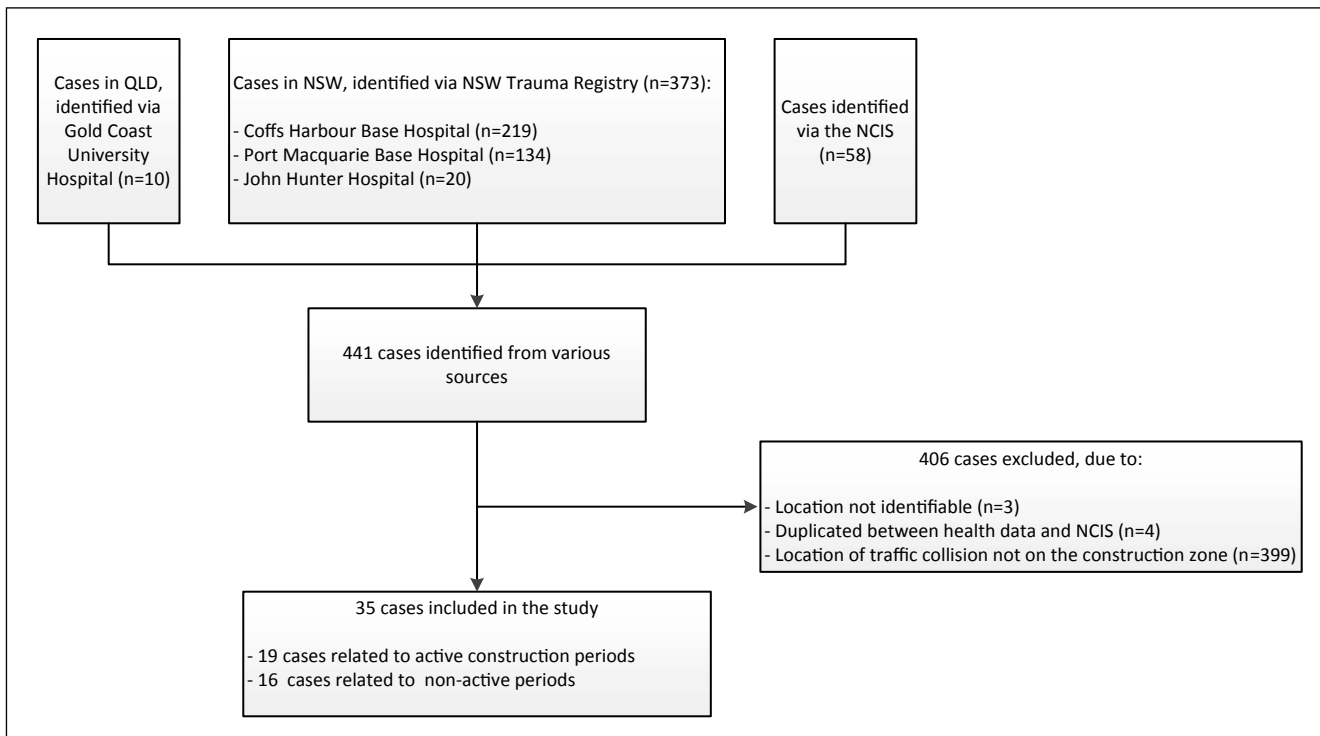 Cases in QLD,
identified via
Gold Coast
University
Hospital (n=10)
Cases in NSW, identified via NSW Trauma Registry (n=373):
- Coffs Harbour Base Hospital (n=219)
- Port Macquarie Base Hospital (n=134)
- John Hunter Hospital (n=20)
Cases identified
via the NCIS
(n=58)
441 cases identified from various
sources
406 cases excluded, due to:
- Location not identifiable (n=3)
- Duplicated between health data and NCIS (n=4)
- Location of traffic collision not on the construction zone (n=399)
35 cases included in the study
- 19 cases related to active construction periods
- 16 cases related to non-active periods